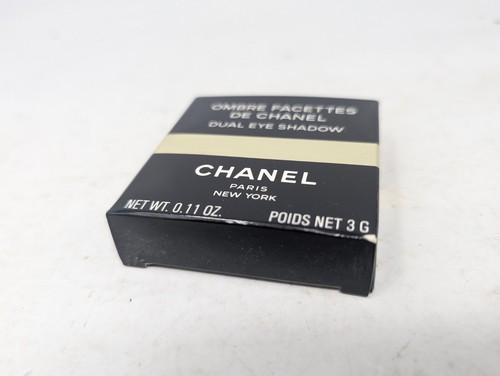 OMBRE FACETTES
DE CHANEL
DUAL EYE SHADOW
CHANEL
PARIS
NEW YORK
NET WT. 0.11 OZ. POIDS NET 3 G